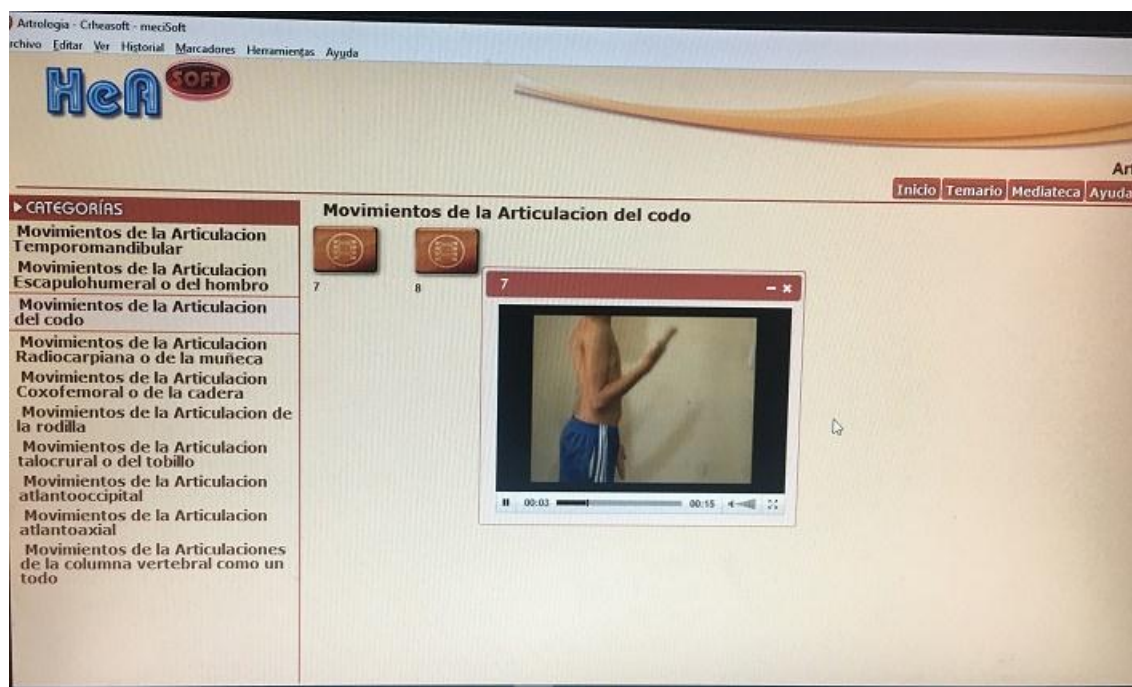 Artrologia - Crheasoft - meciSoft
rchivo Editar Ver Historial Marcadores Herramientas Ayuda
HeA SOFT
Art
Inicio Temario Mediateca Ayuda
CATEGORÍAS
Movimientos de la Articulacion
Temporomandibular
Movimientos de la Articulacion
Escapulohumeral o del hombro
Movimientos de la Articulacion
del codo
Movimientos de la Articulacion
Radiocarpiana o de la muñeca
Movimientos de la Articulacion
Coxofemoral o de la cadera
Movimientos de la Articulacion de
la rodilla
Movimientos de la Articulacion
talocrural o del tobillo
Movimientos de la Articulacion
atlantooccipital
Movimientos de la Articulacion
atlantoaxial
Movimientos de la Articulaciones
de la columna vertebral como un
todo
Movimientos de la Articulacion del codo
7 8
7
00:03 00:15